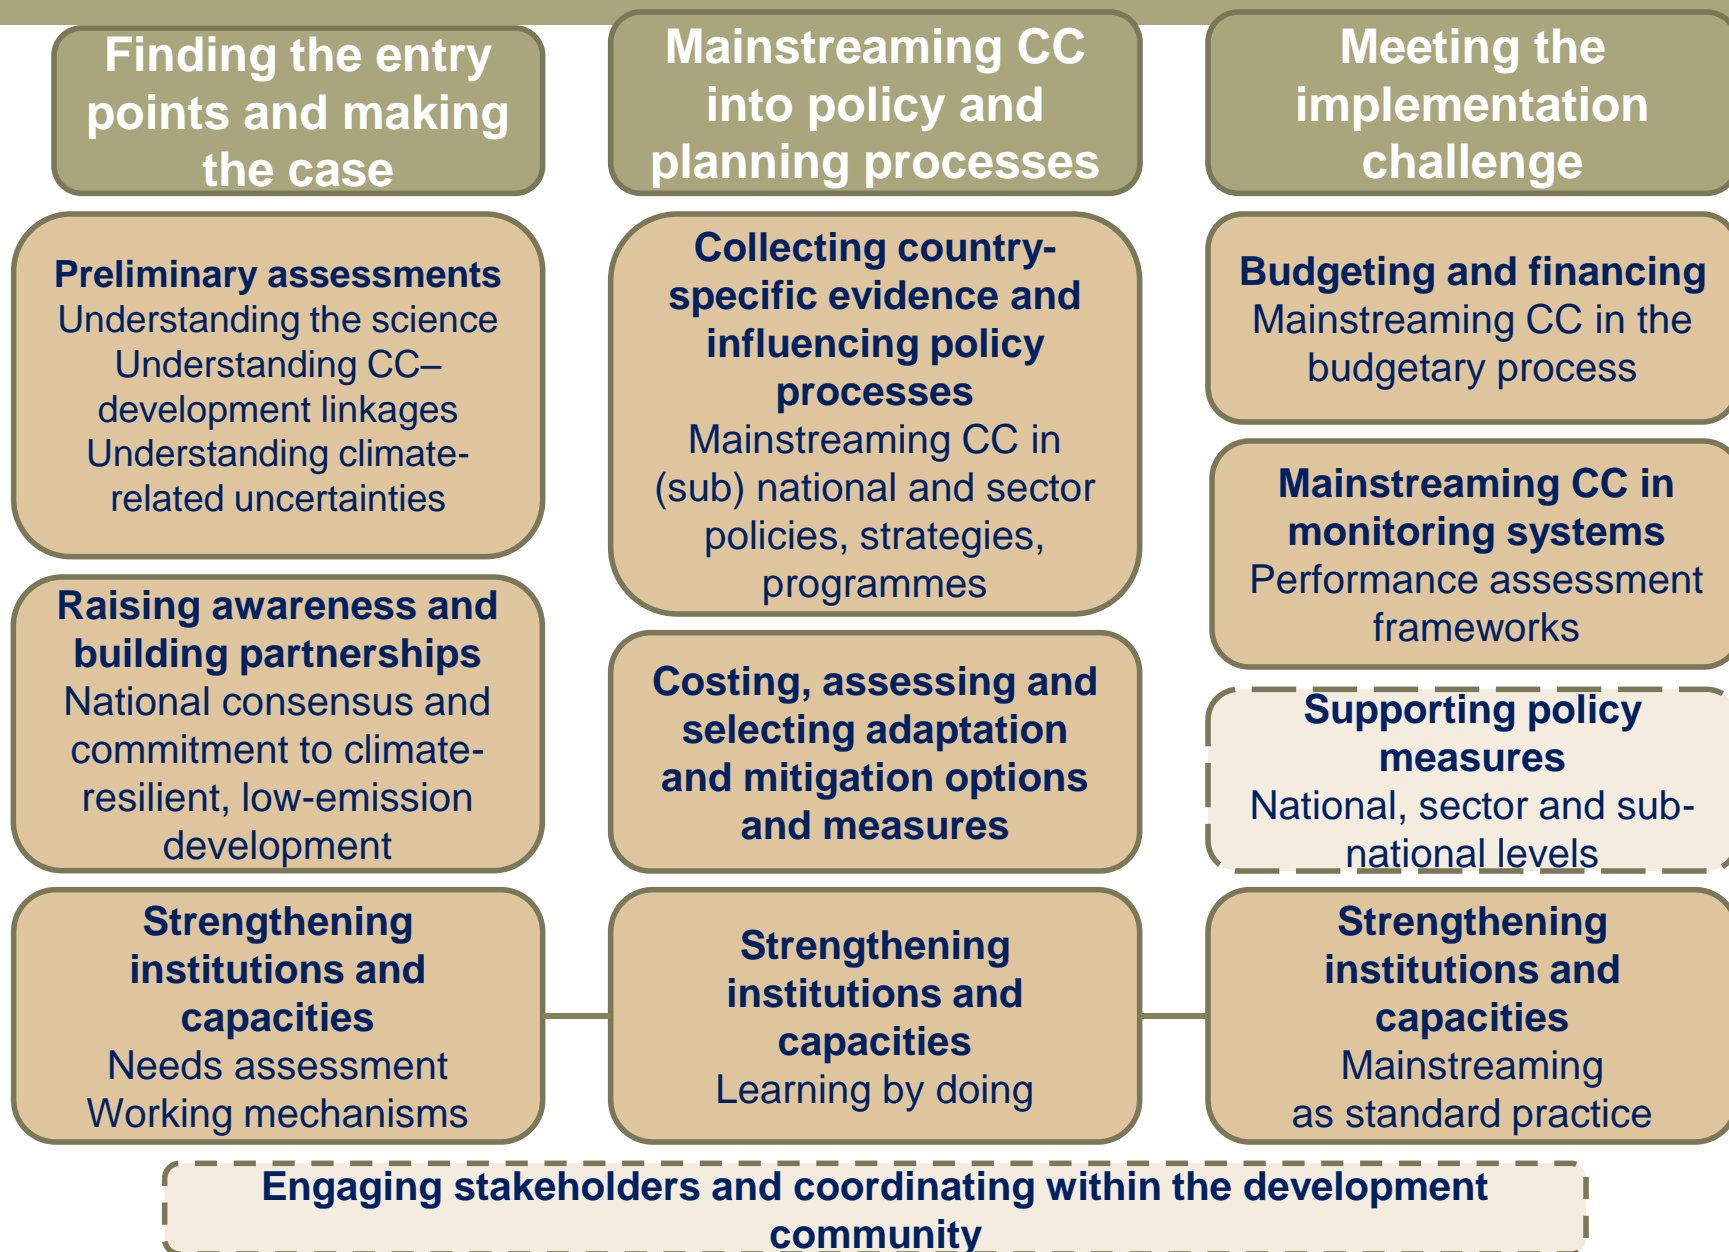 Finding the entry
points and making
the case
Preliminary assessments
Understanding the science
Understanding CC–
development linkages
Understanding climate-
related uncertainties
Raising awareness and
building partnerships
National consensus and
commitment to climate-
resilient, low-emission
development
Strengthening
institutions and
capacities
Needs assessment
Working mechanisms
Mainstreaming CC
into policy and
planning processes
Collecting country-
specific evidence and
influencing policy
processes
Mainstreaming CC in
(sub) national and sector
policies, strategies,
programmes
Costing, assessing and
selecting adaptation
and mitigation options
and measures
Strengthening
institutions and
capacities
Learning by doing
Meeting the
implementation
challenge
Budgeting and financing
Mainstreaming CC in the
budgetary process
Mainstreaming CC in
monitoring systems
Performance assessment
frameworks
Supporting policy
measures
National, sector and sub-
national levels
Strengthening
institutions and
capacities
Mainstreaming
as standard practice
Engaging stakeholders and coordinating within the development
community